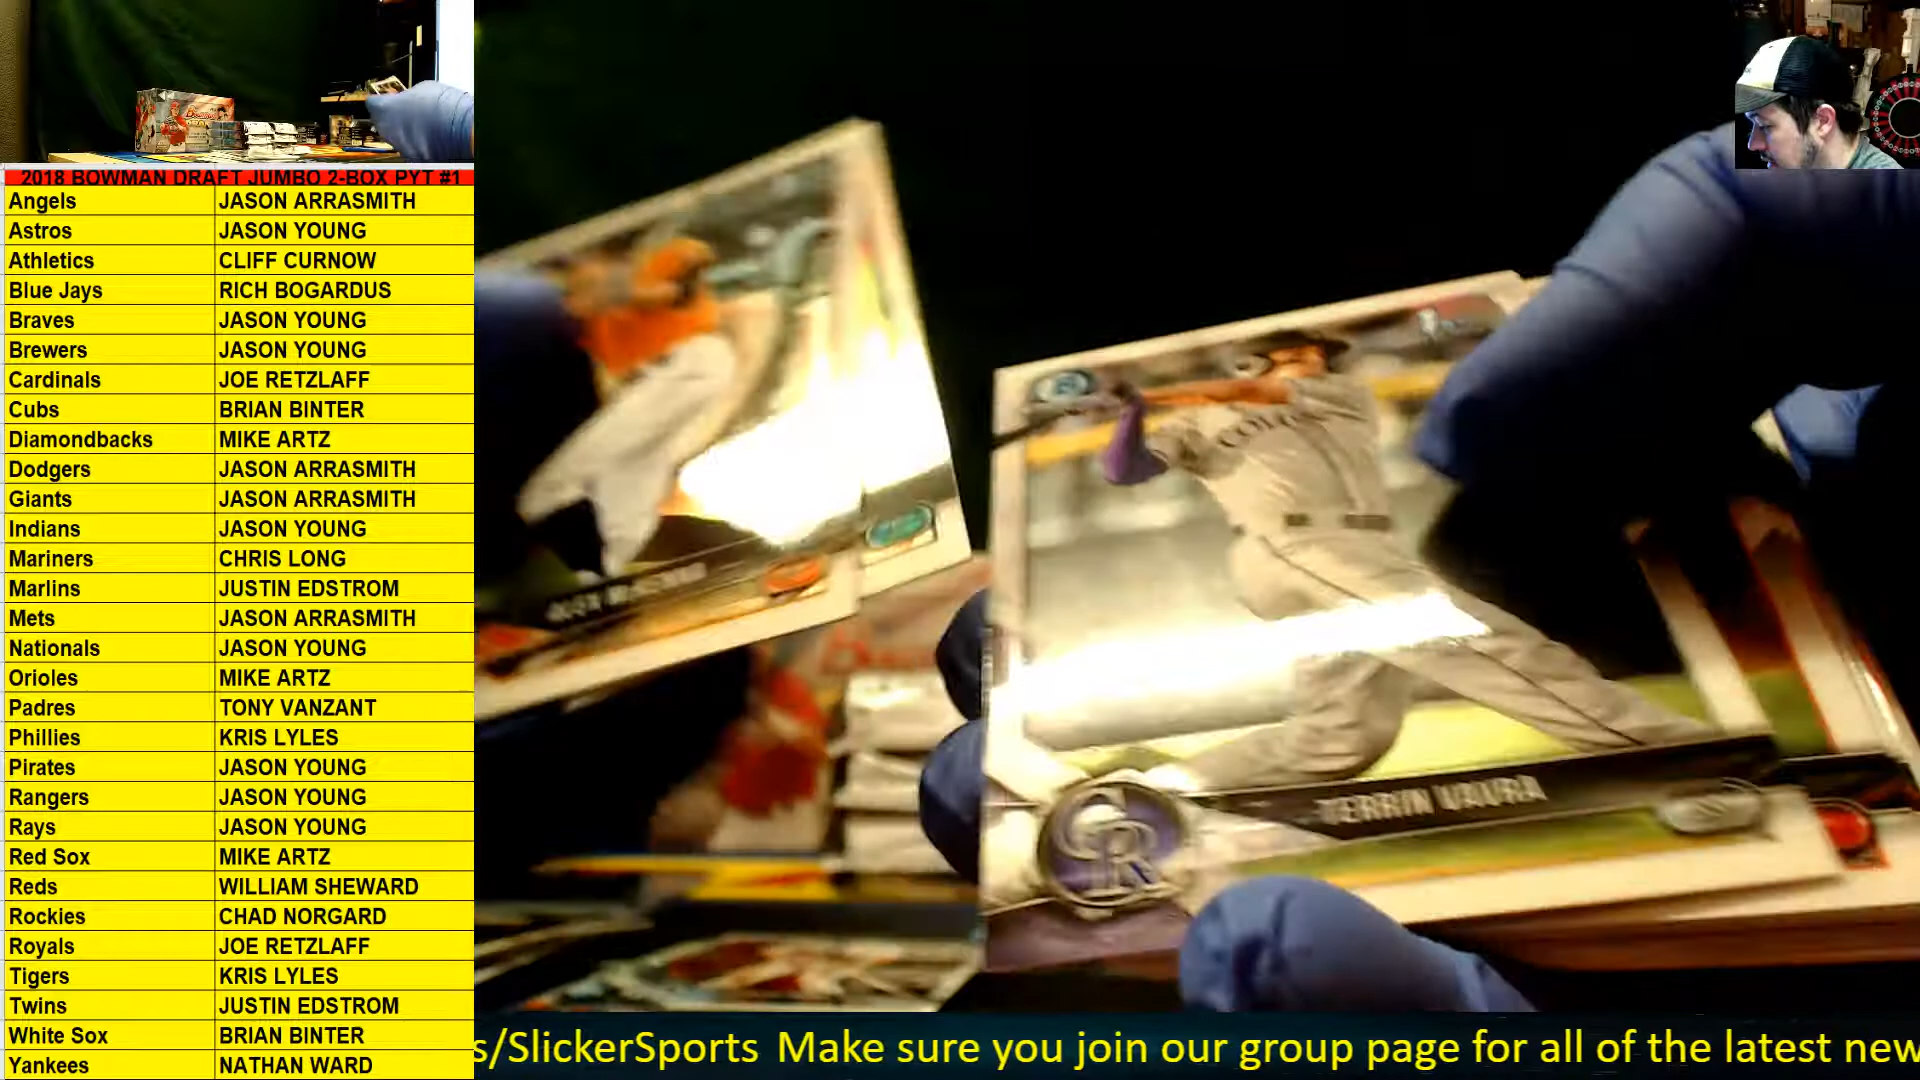 2018 BOWMAN DRAFT JUMBO 2-BOX PYT #1
Angels JASON ARRASMITH
Astros JASON YOUNG
Athletics CLIFF CURNOW
Blue Jays RICH BOGARDUS
Braves JASON YOUNG
Brewers JASON YOUNG
Cardinals JOE RETZLAFF
Cubs BRIAN BINTER
Diamondbacks MIKE ARTZ
Dodgers JASON ARRASMITH
Giants JASON ARRASMITH
Indians JASON YOUNG
Mariners CHRIS LONG
Marlins JUSTIN EDSTROM
Mets JASON ARRASMITH
Nationals JASON YOUNG
Orioles MIKE ARTZ
Padres TONY VANZANT
Phillies KRIS LYLES
Pirates JASON YOUNG
Rangers JASON YOUNG
Rays JASON YOUNG
Red Sox MIKE ARTZ
Reds WILLIAM SHEWARD
Rockies CHAD NORGARD
Royals JOE RETZLAFF
Tigers KRIS LYLES
Twins JUSTIN EDSTROM
White Sox BRIAN BINTER
Yankees NATHAN WARD
TERRIN VAVRA
s/SlickerSports Make sure you join our group page for all of the latest new